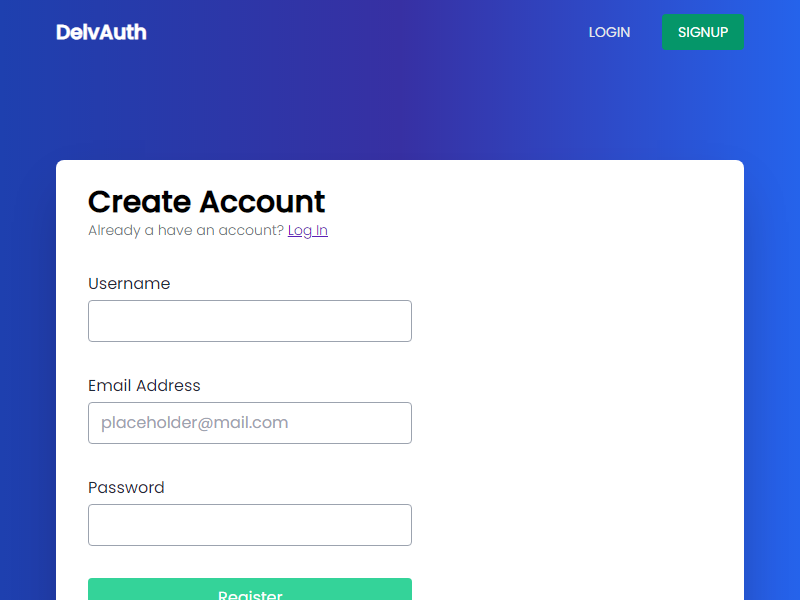 DelvAuth
LOGIN
SIGNUP
Create Account
Already a have an account? Log In
Username
Email Address
placeholder@mail.com
Password
Register